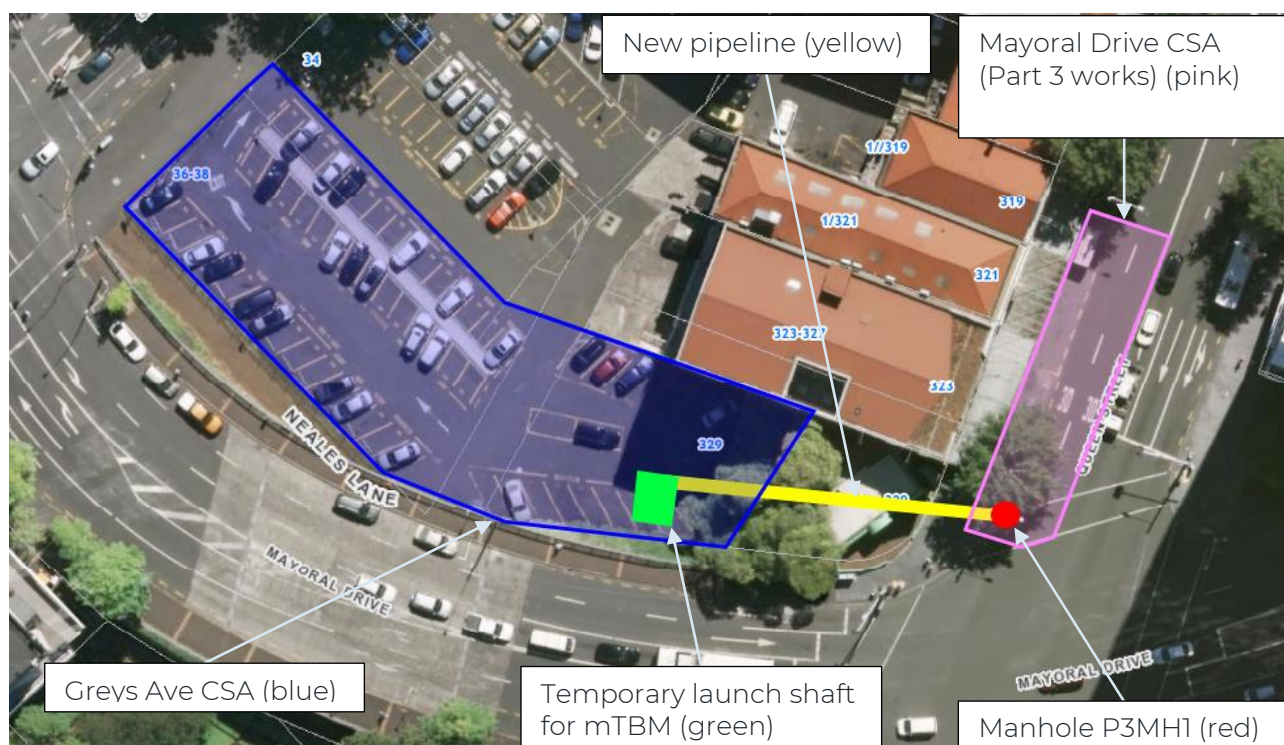 New pipeline (yellow)
Mayoral Drive CSA
(Part 3 works) (pink)
34
36-38
1//319
319
1/321
321
323-327
323
329
NEALES LANE
MAYORAL DRIVE
QUEEN STREET
MAYORAL DRIVE
Greys Ave CSA (blue)
Temporary launch shaft
for mTBM (green)
Manhole P3MH1 (red)